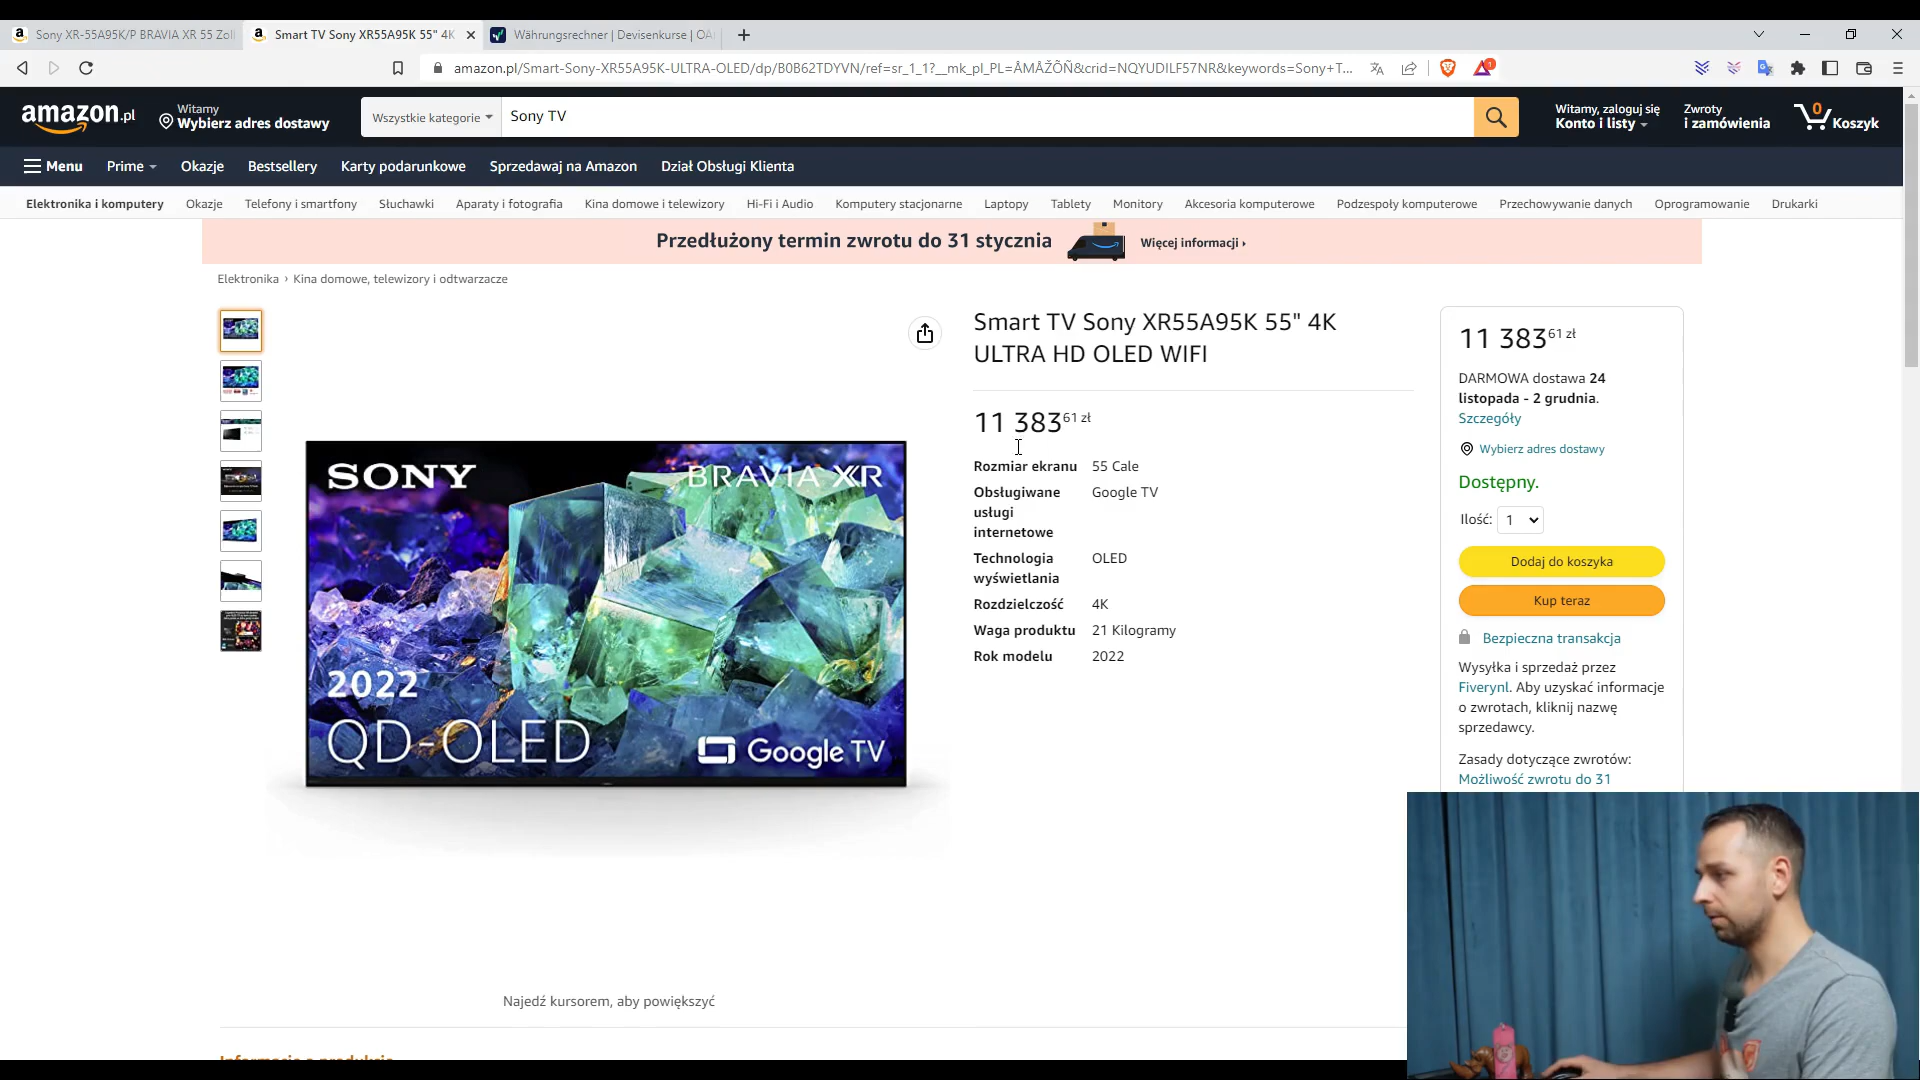 Sony XR-55A95K/P BRAVIA XR 55 Zoll
Smart TV Sony XR55A95K 55" 4K
Währungsrechner | Devisenkurse | OA
amazon.pl/Smart-Sony-XR55A95K-ULTRA-OLED/dp/B0B62TDYVN/ref=sr_1_1?__mk_pl_PL=ÅMÅŽÕÑ&crid=NQYUDILF57NR&keywords=Sony+T...
1
amazon.pl
Witamy
Wybierz adres dostawy
Wszystkie kategorie
Sony TV
Witamy, zaloguj się
Konto i listy
Zwroty
i zamówienia
0
Koszyk
Menu
Prime
Okazje
Bestsellery
Karty podarunkowe
Sprzedawaj na Amazon
Dział Obsługi Klienta
Elektronika i komputery
Okazje
Telefony i smartfony
Słuchawki
Aparaty i fotografia
Kina domowe i telewizory
Hi-Fi i Audio
Komputery stacjonarne
Laptopy
Tablety
Monitory
Akcesoria komputerowe
Podzespoły komputerowe
Przechowywanie danych
Oprogramowanie
Drukarki
Przedłużony termin zwrotu do 31 stycznia
Więcej informacji ›
Elektronika › Kina domowe, telewizory i odtwarzacze
SONY
BRAVIA XR
2022
QD-OLED
Google TV
Najedź kursorem, aby powiększyć
Smart TV Sony XR55A95K 55" 4K
ULTRA HD OLED WIFI
11 383 61 zł
Rozmiar ekranu 55 Cale
Obsługiwane Google TV
usługi
internetowe
Technologia OLED
wyświetlania
Rozdzielczość 4K
Waga produktu 21 Kilogramy
Rok modelu 2022
11 383 61 zł
DARMOWA dostawa 24
listopada - 2 grudnia.
Szczegóły
Wybierz adres dostawy
Dostępny.
Ilość: 1
Dodaj do koszyka
Kup teraz
Bezpieczna transakcja
Wysyłka i sprzedaż przez
Fiverynl. Aby uzyskać informacje
o zwrotach, kliknij nazwę
sprzedawcy.
Zasady dotyczące zwrotów:
Możliwość zwrotu do 31